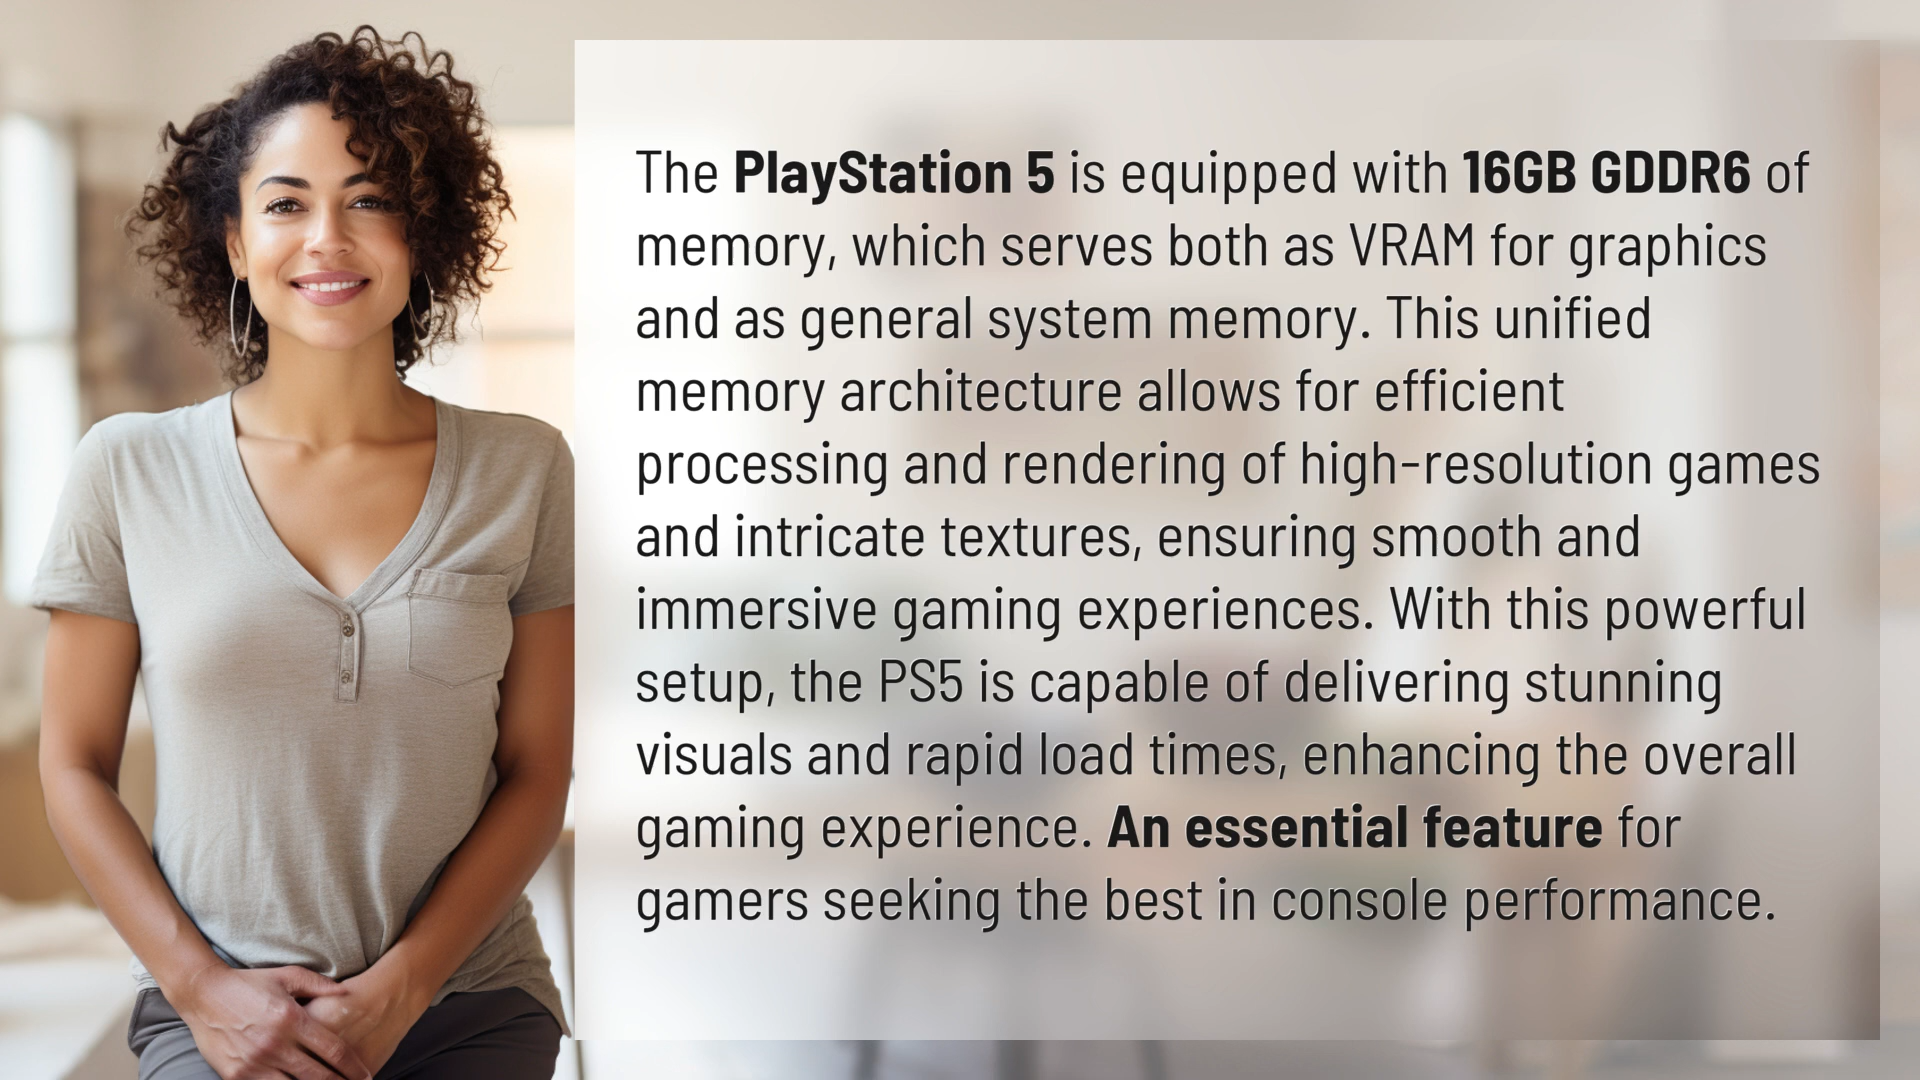 The PlayStation 5 is equipped with 16GB GDDR6 of
memory, which serves both as VRAM for graphics
and as general system memory. This unified
memory architecture allows for efficient
processing and rendering of high-resolution games
and intricate textures, ensuring smooth and
immersive gaming experiences. With this powerful
setup, the PS5 is capable of delivering stunning
visuals and rapid load times, enhancing the overall
gaming experience. An essential feature for
gamers seeking the best in console performance.